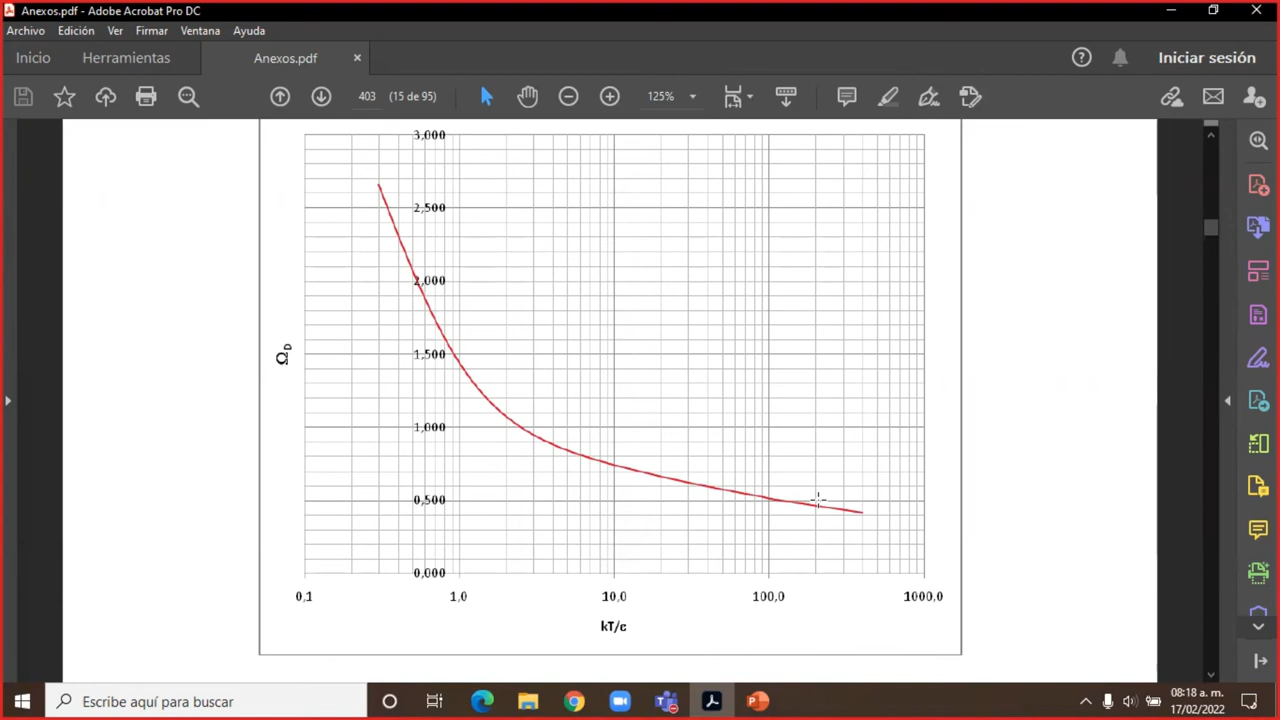 Anexos.pdf - Adobe Acrobat Pro DC
Archivo Edición Ver Firmar Ventana Ayuda
Inicio Herramientas Anexos.pdf × Iniciar sesión
403 (15 de 95) 125%
3,000
2,500
2,000
1,500
1,000
0,500
0,000
Ω_D
0,1 1,0 10,0 100,0 1000,0
kT/ε
Escribe aquí para buscar
08:18 a. m.
17/02/2022